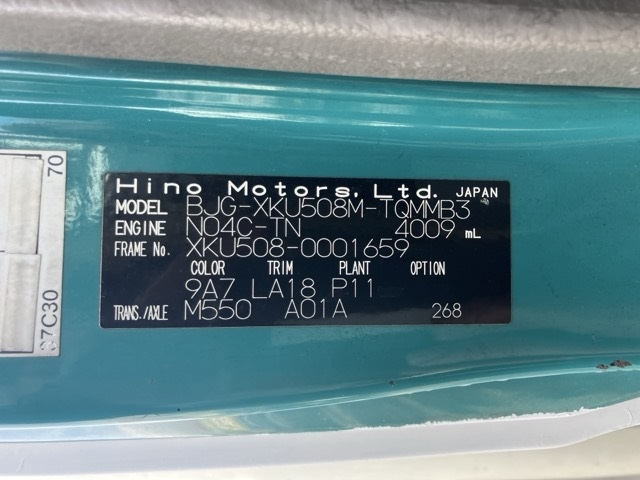 Hino Motors, Ltd. JAPAN
MODEL BJG-XKU508M-TQMMB3
ENGINE N04C-TN 4009 mL
FRAME No. XKU508-0001659
COLOR TRIM PLANT OPTION
9A7 LA18 P11
TRANS./AXLE M550 A01A 268
70
37C30